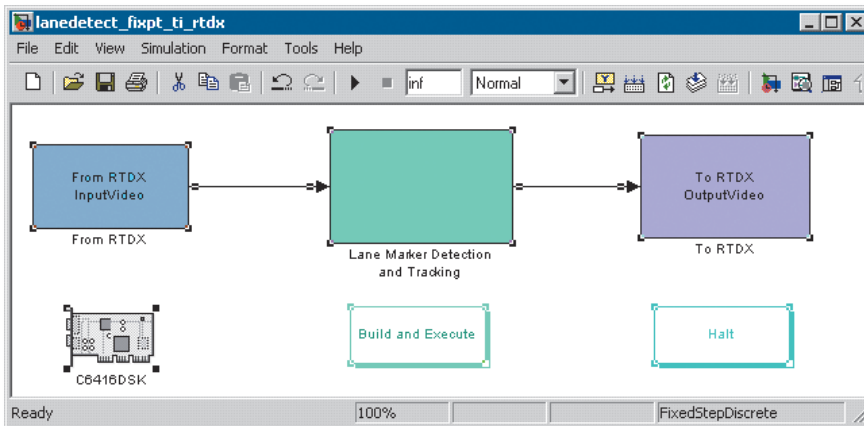 lanedetect_fixpt_ti_rtdx
File Edit View Simulation Format Tools Help
inf Normal
From RTDX
InputVideo
From RTDX
Lane Marker Detection
and Tracking
To RTDX
OutputVideo
To RTDX
C6416DSK
Build and Execute
Halt
Ready 100% FixedStepDiscrete